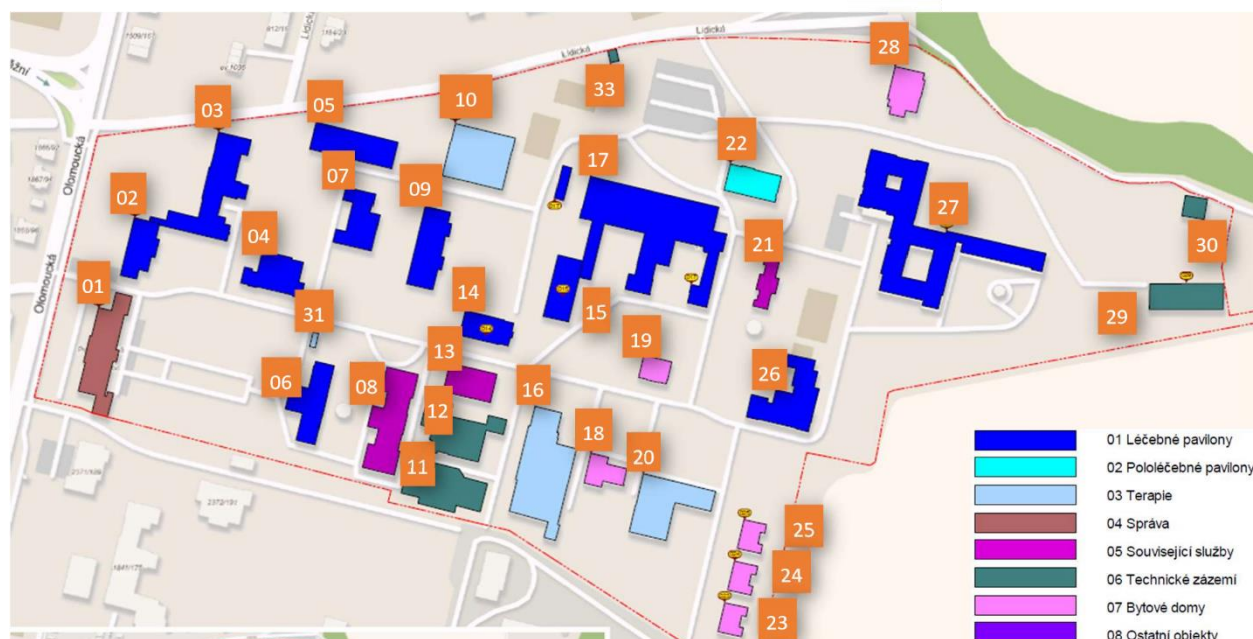 Lidická
Lidická
Lidická
28
33
10
05
03
22
17
07
09
02
27
04
21
30
Olomoucká
Olomoucká
01
14
15
29
31
13
19
06
08
12
16
26
18
20
11
25
24
23
01 Léčebné pavilony
02 Pololéčebné pavilony
03 Terapie
04 Správa
05 Související služby
06 Technické zázemí
07 Bytové domy
08 Ostatní objekty